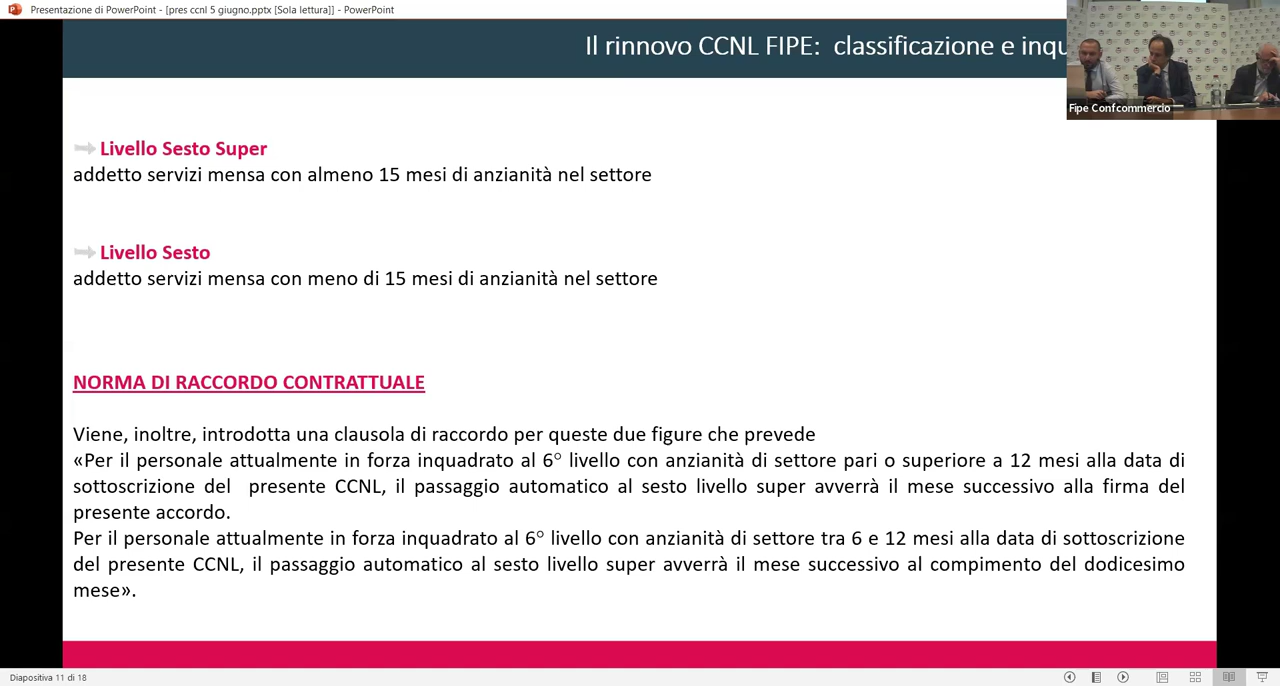 Presentazione di PowerPoint - [pres ccnl 5 giugno.pptx [Sola lettura]] - PowerPoint
Il rinnovo CCNL FIPE: classificazione e inqu
Fipe Confcommercio
Livello Sesto Super
addetto servizi mensa con almeno 15 mesi di anzianità nel settore
Livello Sesto
addetto servizi mensa con meno di 15 mesi di anzianità nel settore
NORMA DI RACCORDO CONTRATTUALE
Viene, inoltre, introdotta una clausola di raccordo per queste due figure che prevede
«Per il personale attualmente in forza inquadrato al 6° livello con anzianità di settore pari o superiore a 12 mesi alla data di
sottoscrizione del presente CCNL, il passaggio automatico al sesto livello super avverrà il mese successivo alla firma del
presente accordo.
Per il personale attualmente in forza inquadrato al 6° livello con anzianità di settore tra 6 e 12 mesi alla data di sottoscrizione
del presente CCNL, il passaggio automatico al sesto livello super avverrà il mese successivo al compimento del dodicesimo
mese».
Diapositiva 11 di 18